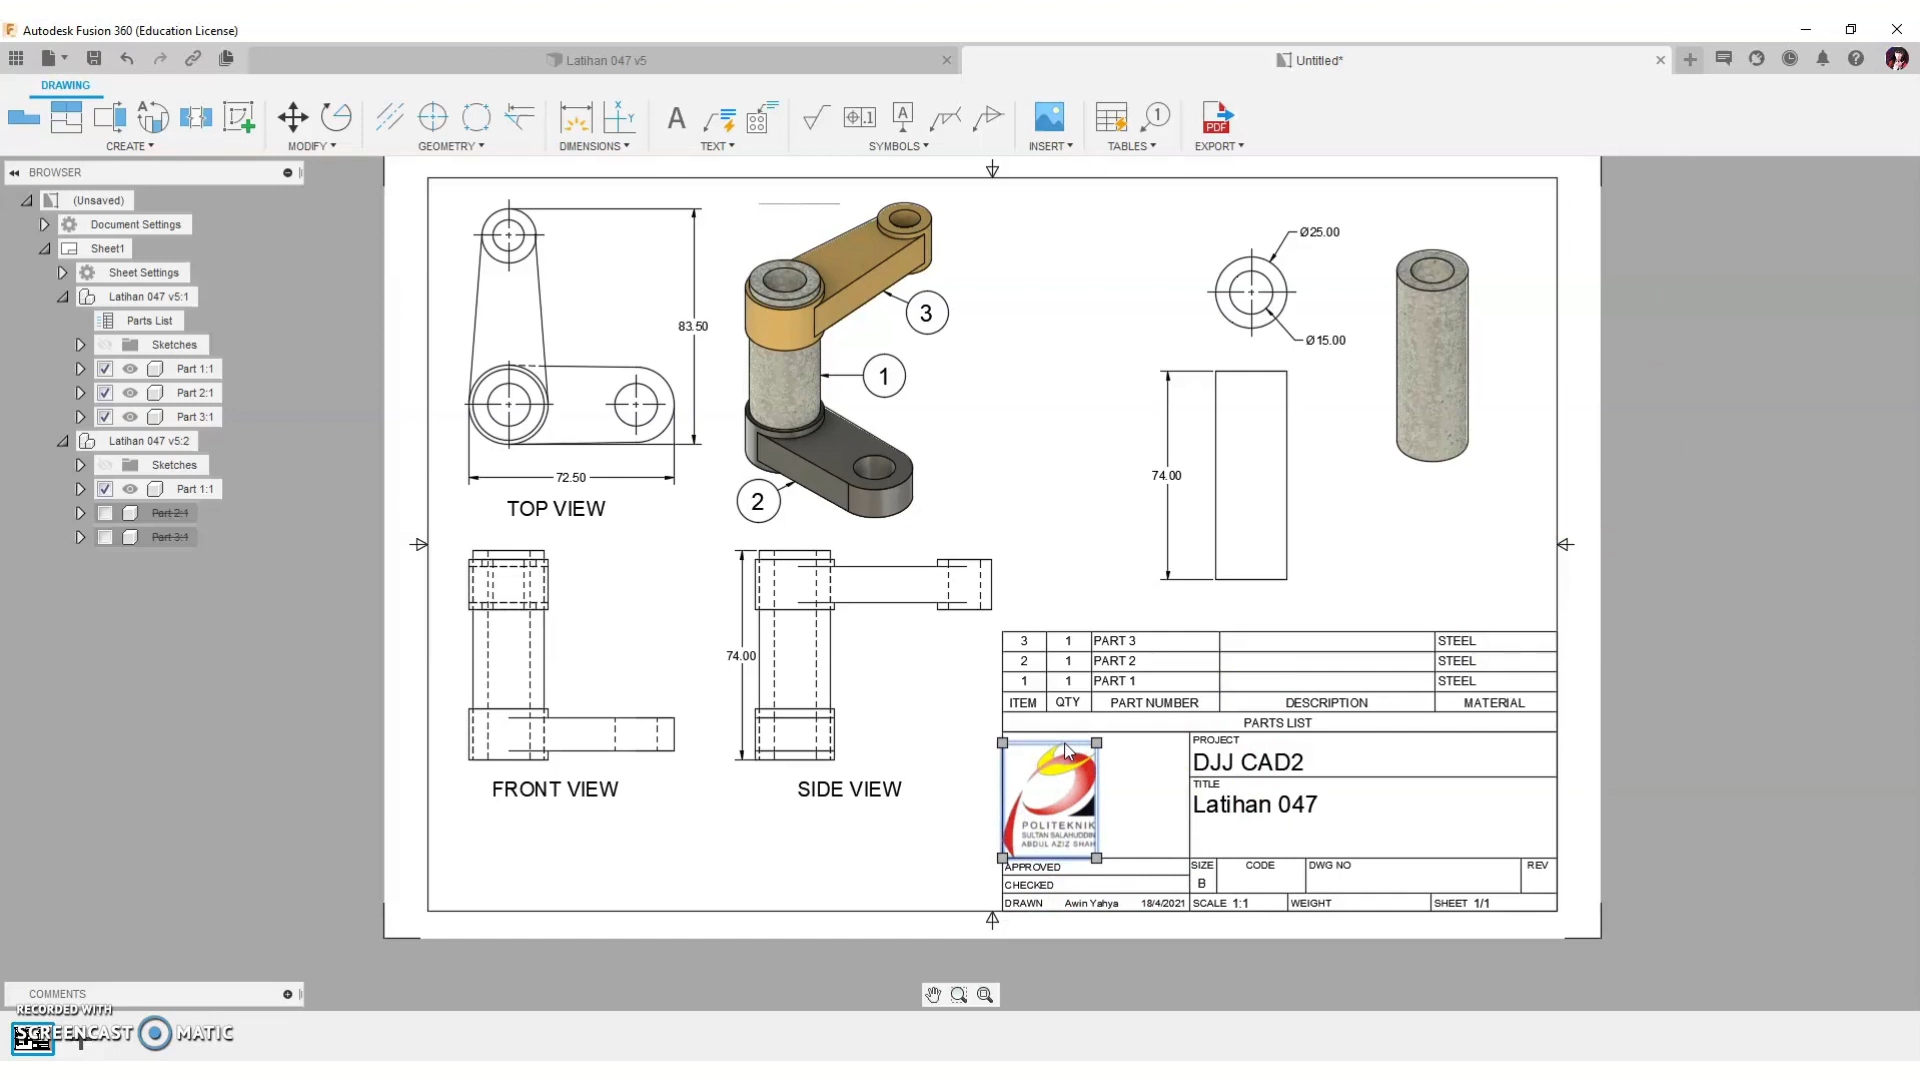 Autodesk Fusion 360 (Education License)
Latihan 047 v5
Untitled*
DRAWING
CREATE
MODIFY
GEOMETRY
DIMENSIONS
TEXT
SYMBOLS
INSERT
TABLES
EXPORT
BROWSER
(Unsaved)
Document Settings
Sheet1
Sheet Settings
Latihan 047 v5:1
Parts List
Sketches
Part 1:1
Part 2:1
Part 3:1
Latihan 047 v5:2
Sketches
Part 1:1
Part 2:1
Part 3:1
COMMENTS
RECORDED WITH
SCREENCAST MATIC
83.50
72.50
TOP VIEW
3
1
2
Ø25.00
Ø15.00
74.00
74.00
FRONT VIEW
SIDE VIEW
3 1 PART 3 STEEL
2 1 PART 2 STEEL
1 1 PART 1 STEEL
ITEM QTY PART NUMBER DESCRIPTION MATERIAL
PARTS LIST
POLITEKNIK
SULTAN SALAHUDDIN
ABDUL AZIZ SHAH
PROJECT
DJJ CAD2
TITLE
Latihan 047
APPROVED
CHECKED
DRAWN Awin Yahya 18/4/2021
SIZE CODE DWG NO REV
B
SCALE 1:1 WEIGHT SHEET 1/1